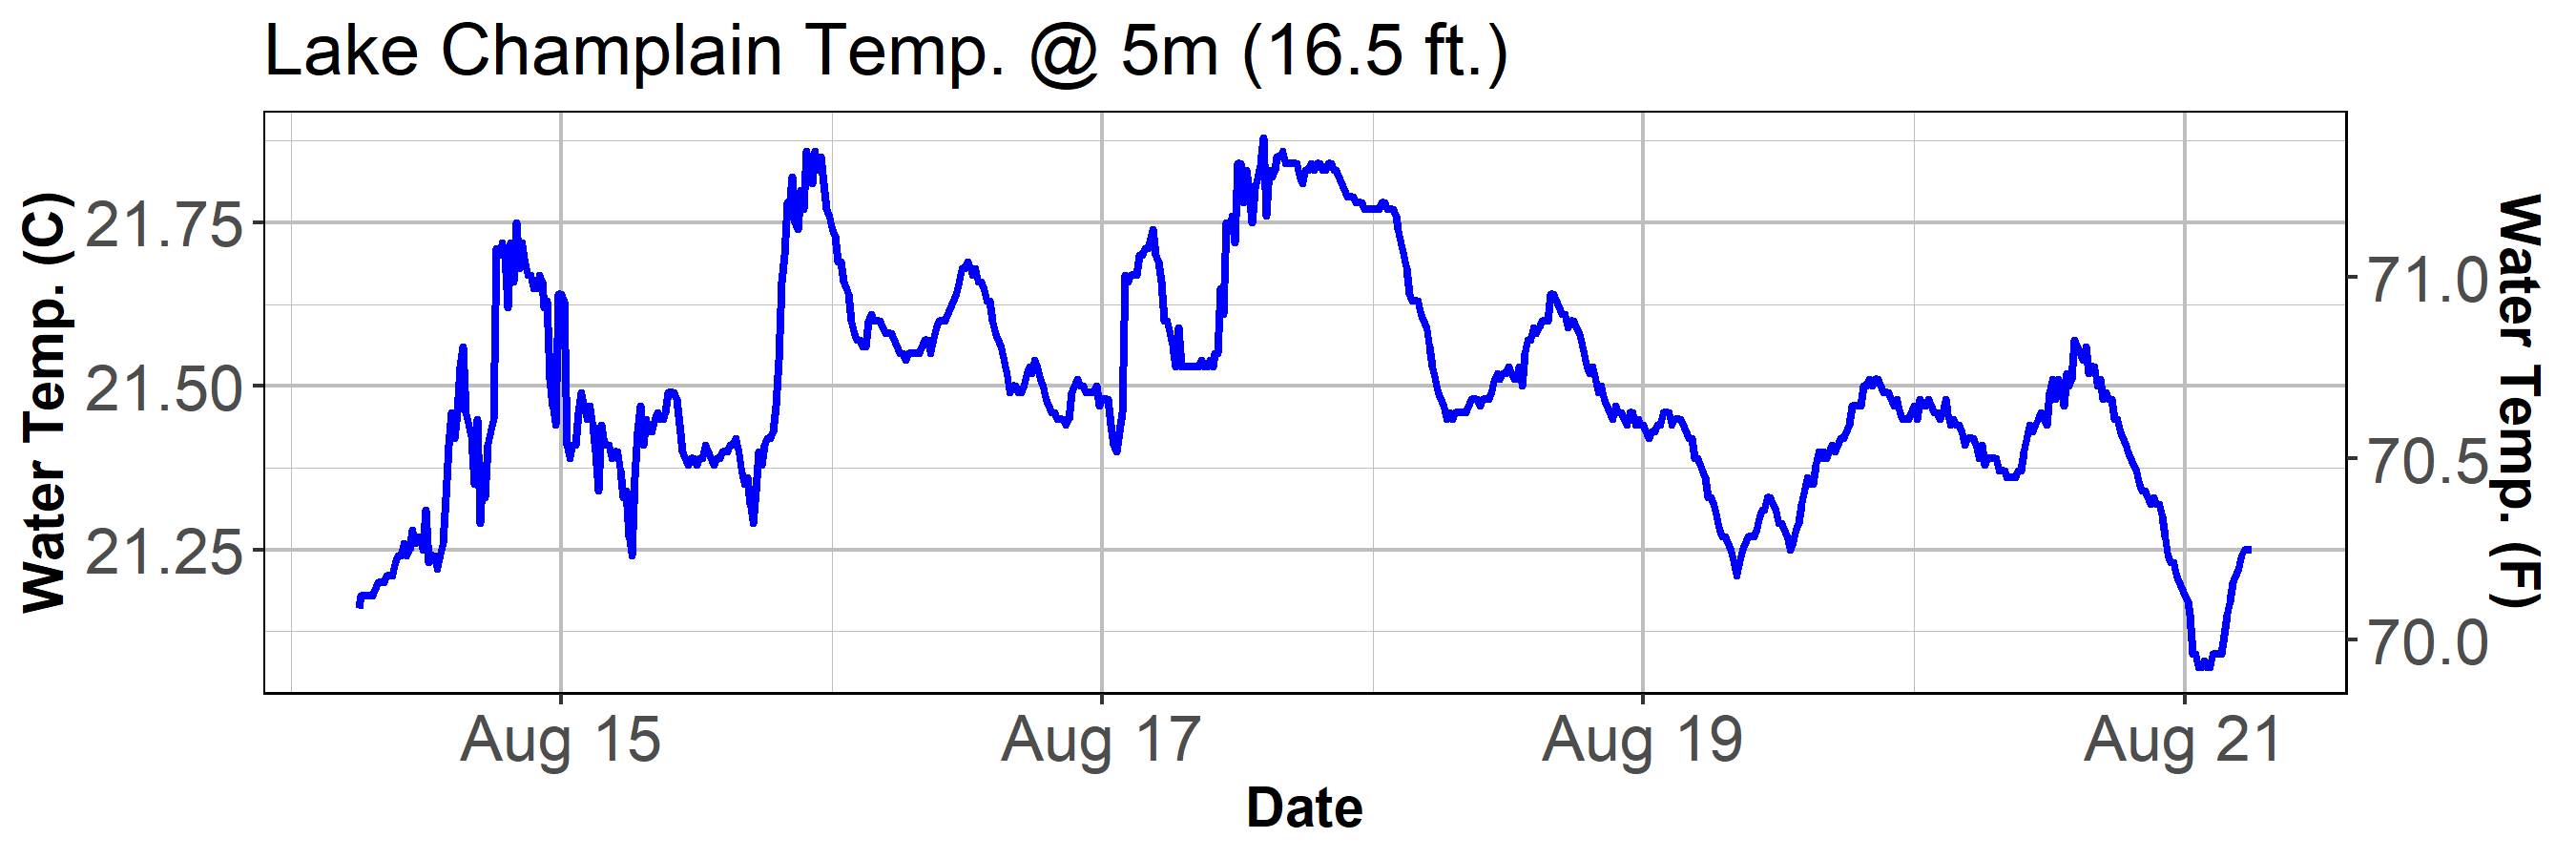 Lake Champlain Temp. @ 5m (16.5 ft.)
Water Temp. (C)
21.75
21.50
21.25
71.0
70.5
70.0
Water Temp. (F)
Aug 15
Aug 17
Aug 19
Aug 21
Date